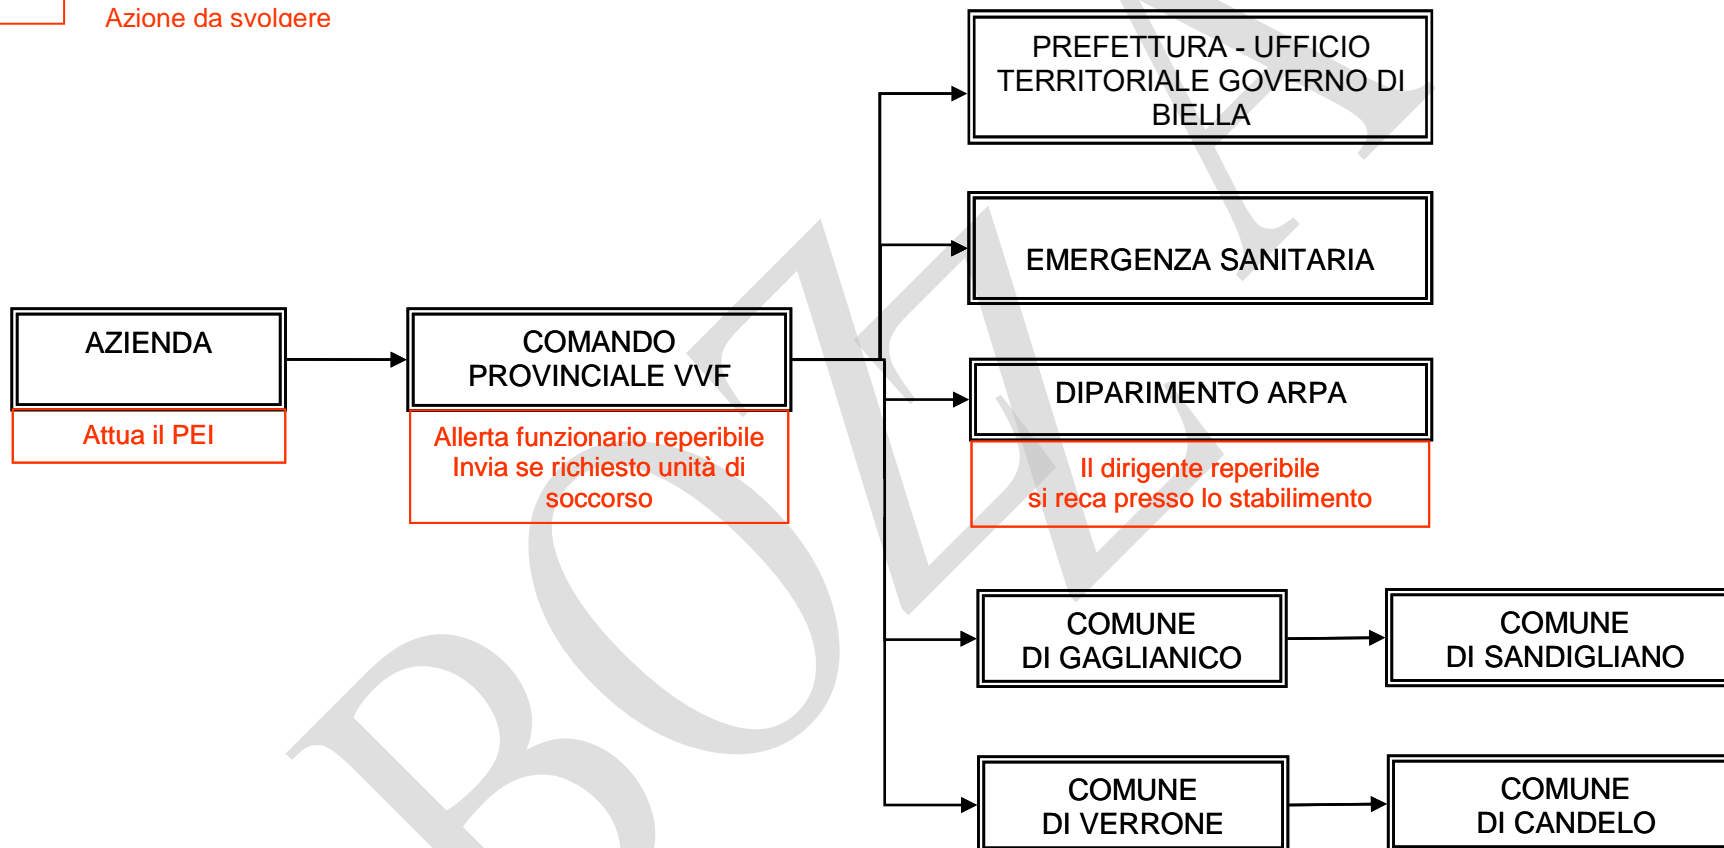 Azione da svolgere
PREFETTURA - UFFICIO
TERRITORIALE GOVERNO DI
BIELLA
EMERGENZA SANITARIA
AZIENDA
Attua il PEI
COMANDO
PROVINCIALE VVF
Allerta funzionario reperibile
Invia se richiesto unità di
soccorso
DIPARIMENTO ARPA
Il dirigente reperibile
si reca presso lo stabilimento
COMUNE
DI GAGLIANICO
COMUNE
DI SANDIGLIANO
COMUNE
DI VERRONE
COMUNE
DI CANDELO
BOZZA